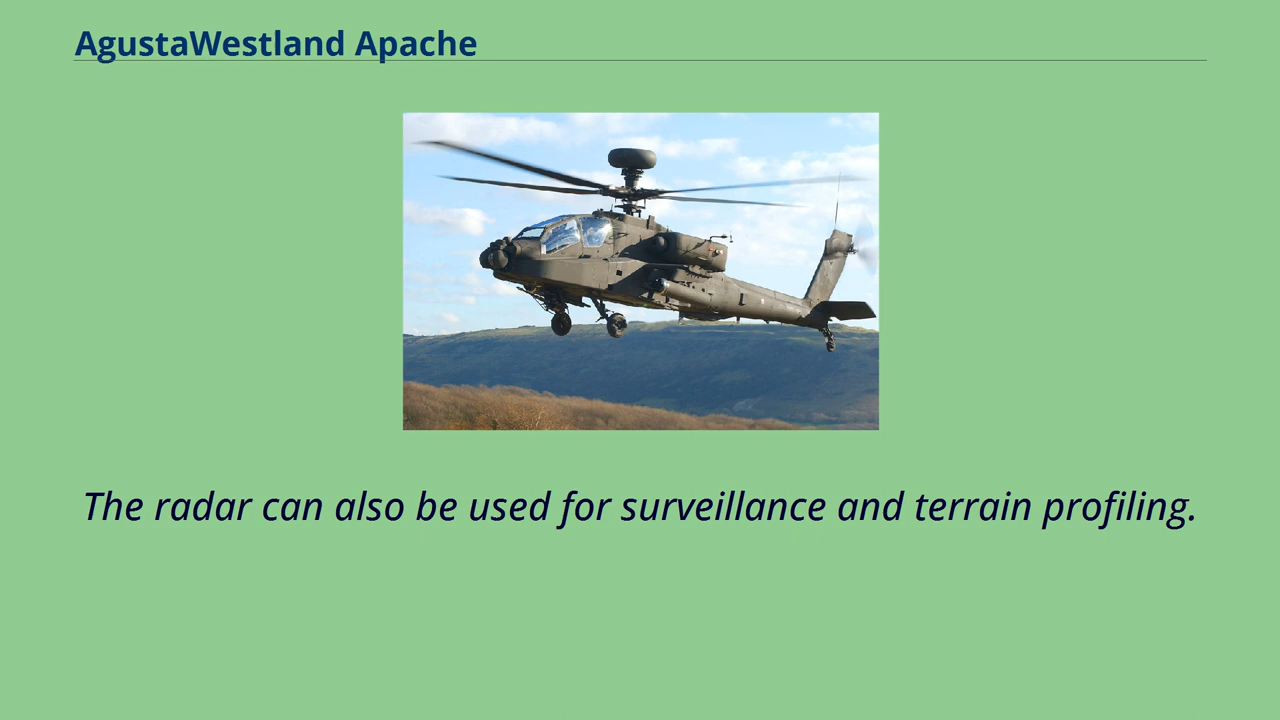 AgustaWestland Apache
The radar can also be used for surveillance and terrain profiling.